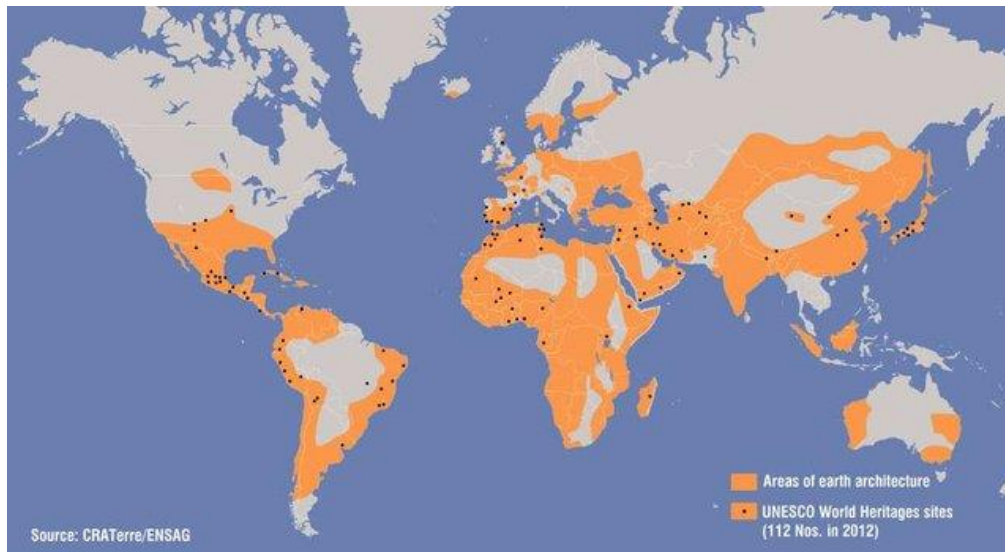 Areas of earth architecture
UNESCO World Heritages sites
(112 Nos. in 2012)
Source: CRATerre/ENSAG